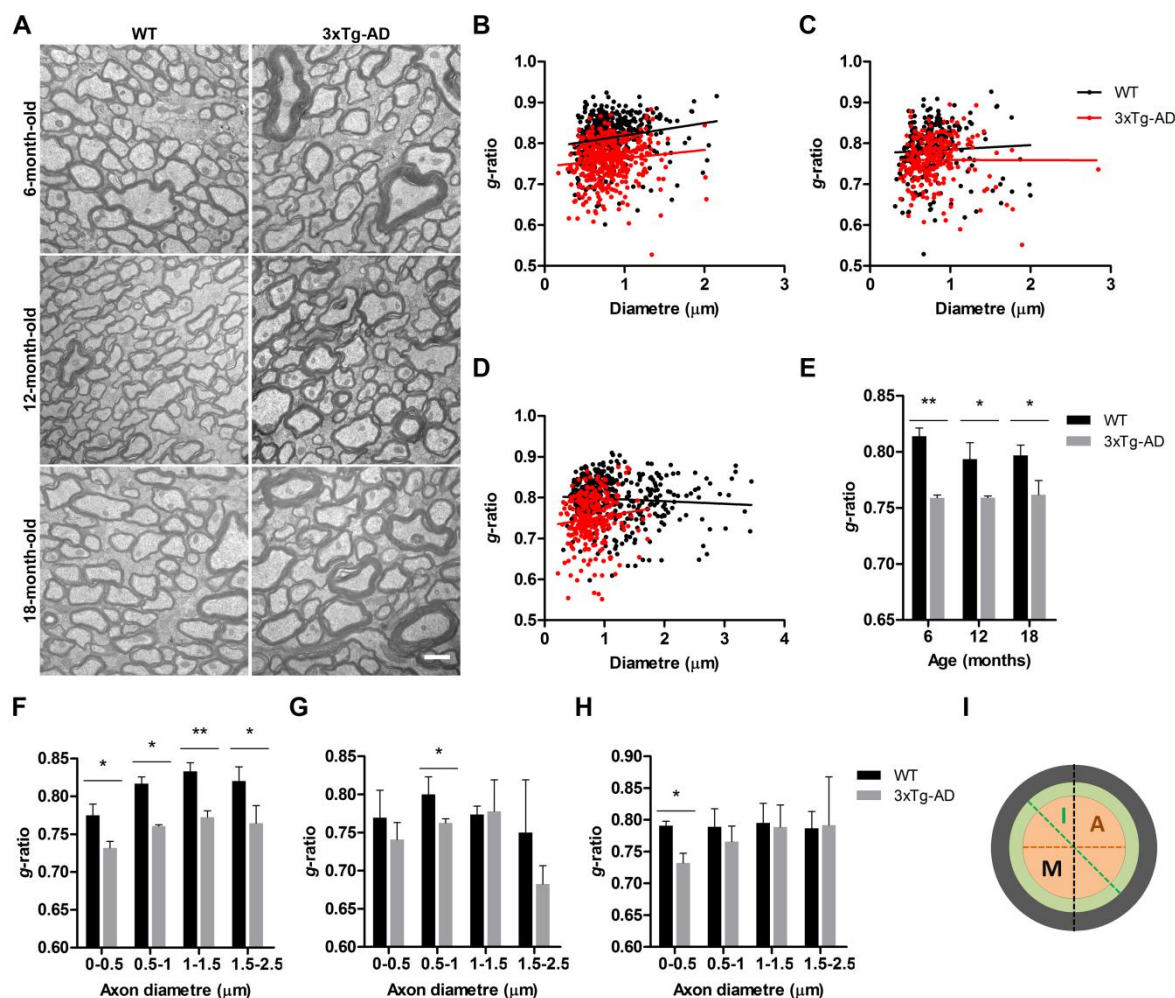 A
WT
3xTg-AD
6-month-old
12-month-old
18-month-old
B
g-ratio
1.0
0.9
0.8
0.7
0.6
0.5
0
1
2
3
Diametre (μm)
C
g-ratio
1.0
0.9
0.8
0.7
0.6
0.5
0
1
2
3
Diametre (μm)
WT
3xTg-AD
D
g-ratio
1.0
0.9
0.8
0.7
0.6
0.5
0
1
2
3
4
Diametre (μm)
E
g-ratio
0.85
0.80
0.75
0.70
0.65
** * *
6 12 18
Age (months)
WT
3xTg-AD
F
g-ratio
0.85
0.80
0.75
0.70
0.65
0.60
* * ** *
0-0.5 0.5-1 1-1.5 1.5-2.5
Axon diametre (μm)
G
g-ratio
0.85
0.80
0.75
0.70
0.65
0.60
*
0-0.5 0.5-1 1-1.5 1.5-2.5
Axon diametre (μm)
H
g-ratio
0.90
0.85
0.80
0.75
0.70
0.65
0.60
*
0-0.5 0.5-1 1-1.5 1.5-2.5
Axon diametre (μm)
WT
3xTg-AD
I
I
A
M